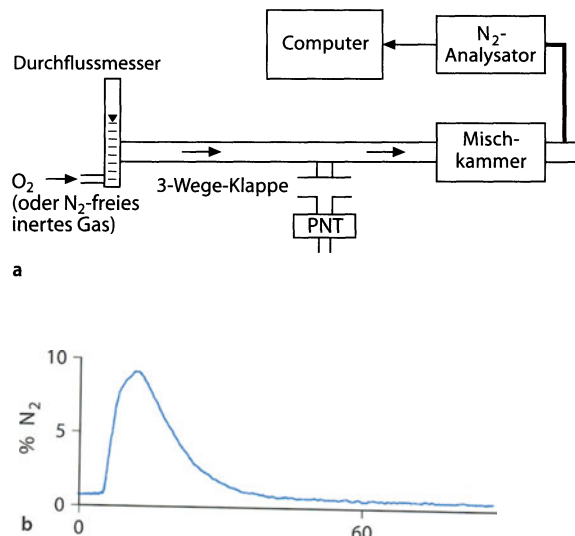 Computer
N₂-
Analysator
Durchflussmesser
Misch-
kammer
O₂
(oder N₂-freies
inertes Gas)
3-Wege-Klappe
PNT
a
% N₂
10
5
0
0
60
b